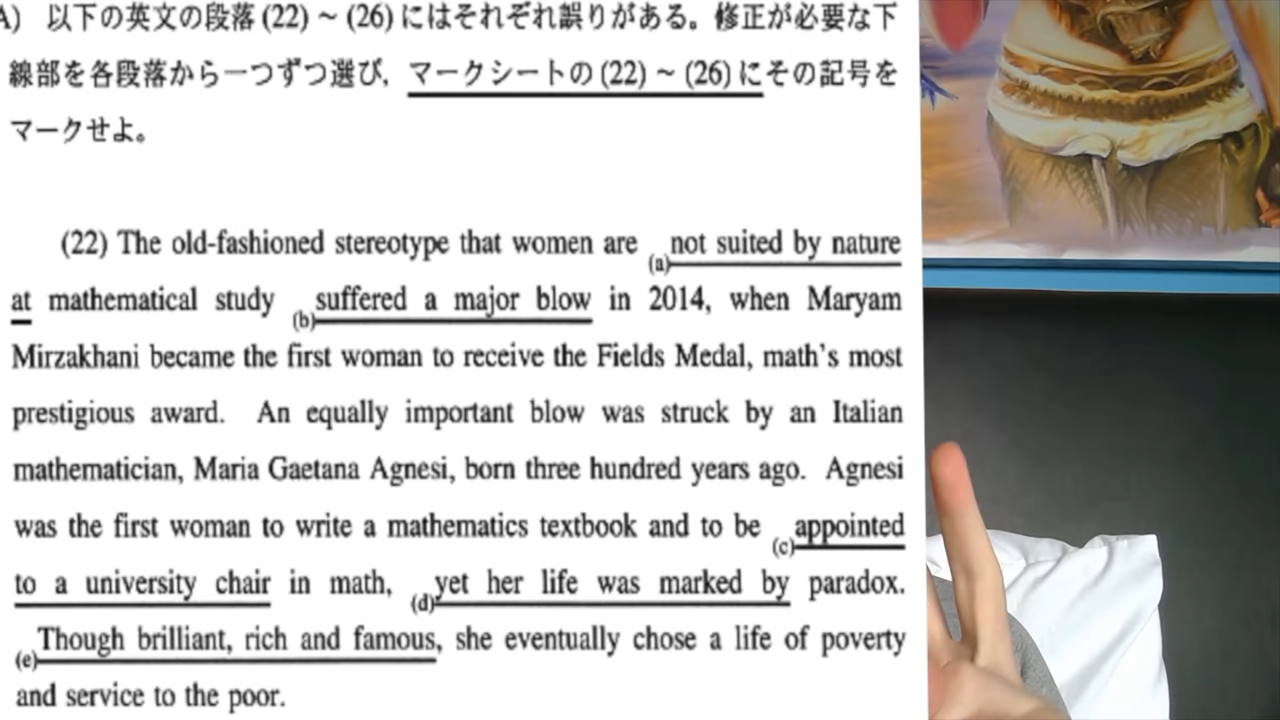 A) 以下の英文の段落(22)~(26)にはそれぞれ誤りがある。修正が必要な下
線部を各段落から一つずつ選び，マークシートの(22)~(26)にその記号を
マークせよ。
(22) The old-fashioned stereotype that women are (a)not suited by nature
at mathematical study (b)suffered a major blow in 2014, when Maryam
Mirzakhani became the first woman to receive the Fields Medal, math's most
prestigious award. An equally important blow was struck by an Italian
mathematician, Maria Gaetana Agnesi, born three hundred years ago. Agnesi
was the first woman to write a mathematics textbook and to be (c)appointed
to a university chair in math, (d)yet her life was marked by paradox.
(e)Though brilliant, rich and famous, she eventually chose a life of poverty
and service to the poor.